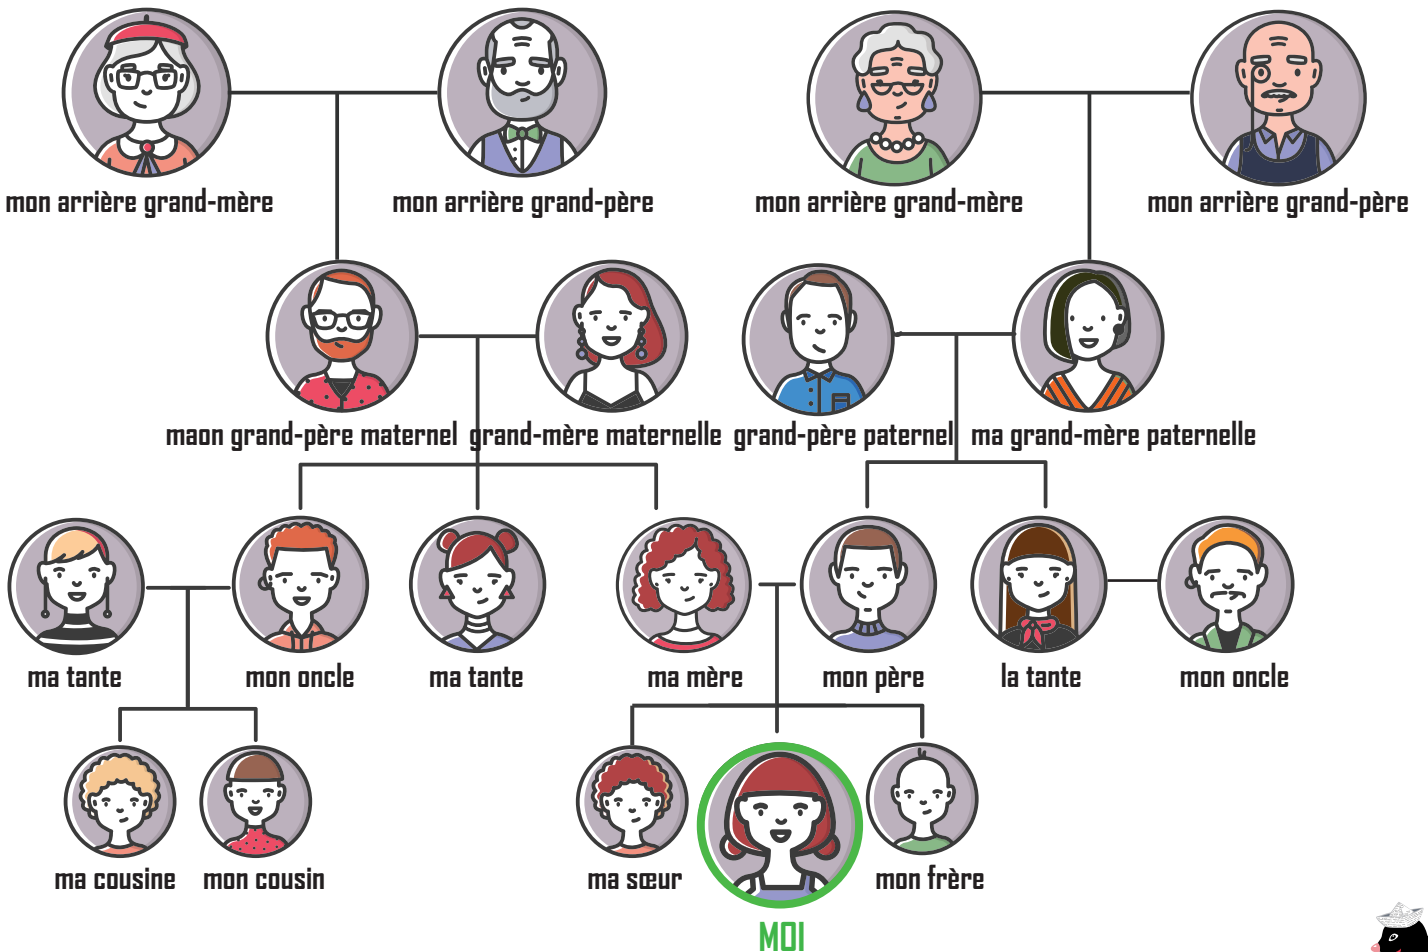 mon arrière grand-mère
mon arrière grand-père
mon arrière grand-mère
mon arrière grand-père
maon grand-père maternel
grand-mère maternelle
grand-père paternel
ma grand-mère paternelle
ma tante
mon oncle
ma tante
ma mère
mon père
la tante
mon oncle
ma cousine
mon cousin
ma sœur
mon frère
MOI